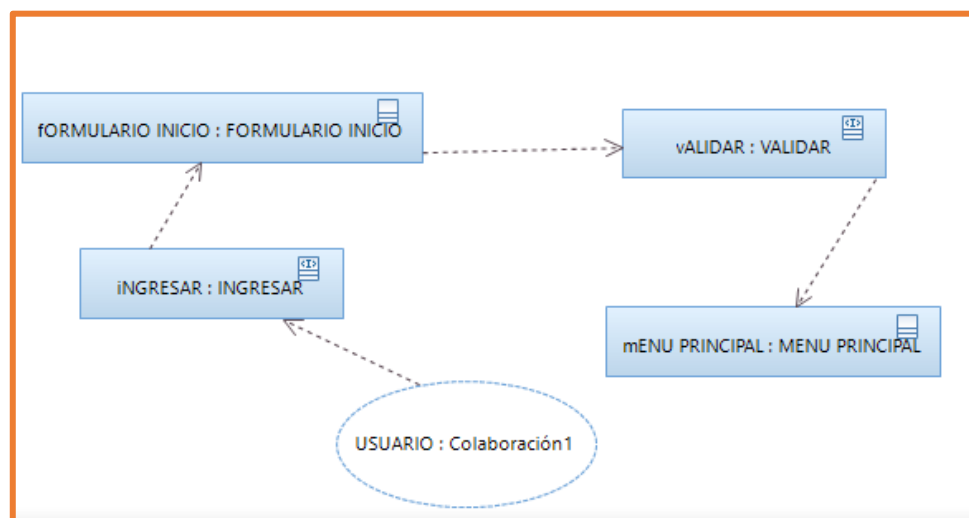 fORMULARIO INICIO : FORMULARIO INICIO
vALIDAR : VALIDAR
iNGRESAR : INGRESAR
mENU PRINCIPAL : MENU PRINCIPAL
USUARIO : Colaboración1